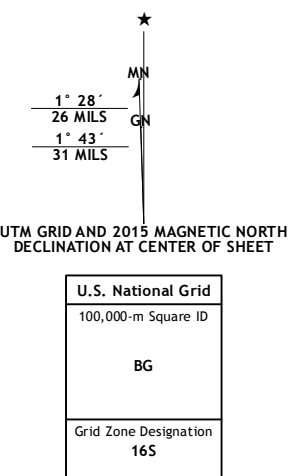 MN
1° 28´
26 MILS
GN
1° 43´
31 MILS
UTM GRID AND 2015 MAGNETIC NORTH
DECLINATION AT CENTER OF SHEET
U.S. National Grid
100,000-m Square ID
BG
Grid Zone Designation
16S